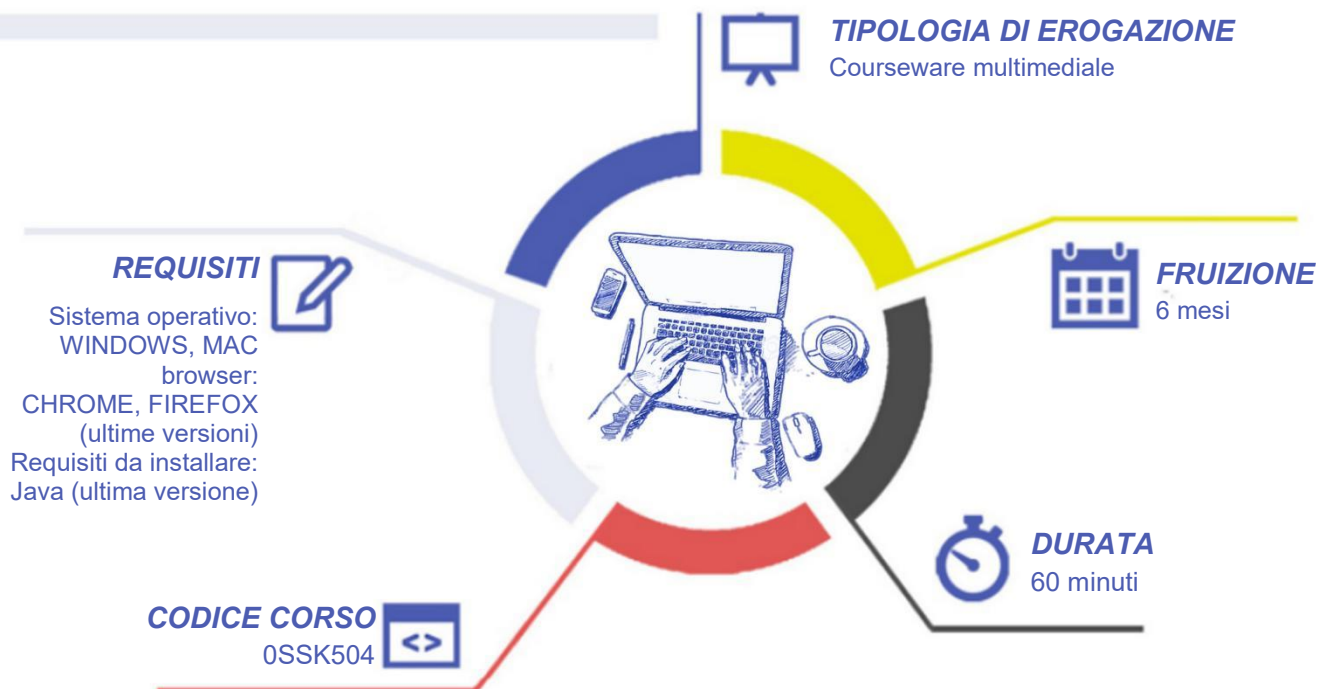 TIPOLOGIA DI EROGAZIONE
Courseware multimediale
REQUISITI
Sistema operativo:
WINDOWS, MAC
browser:
CHROME, FIREFOX
(ultime versioni)
Requisiti da installare:
Java (ultima versione)
FRUIZIONE
6 mesi
DURATA
60 minuti
CODICE CORSO
0SSK504